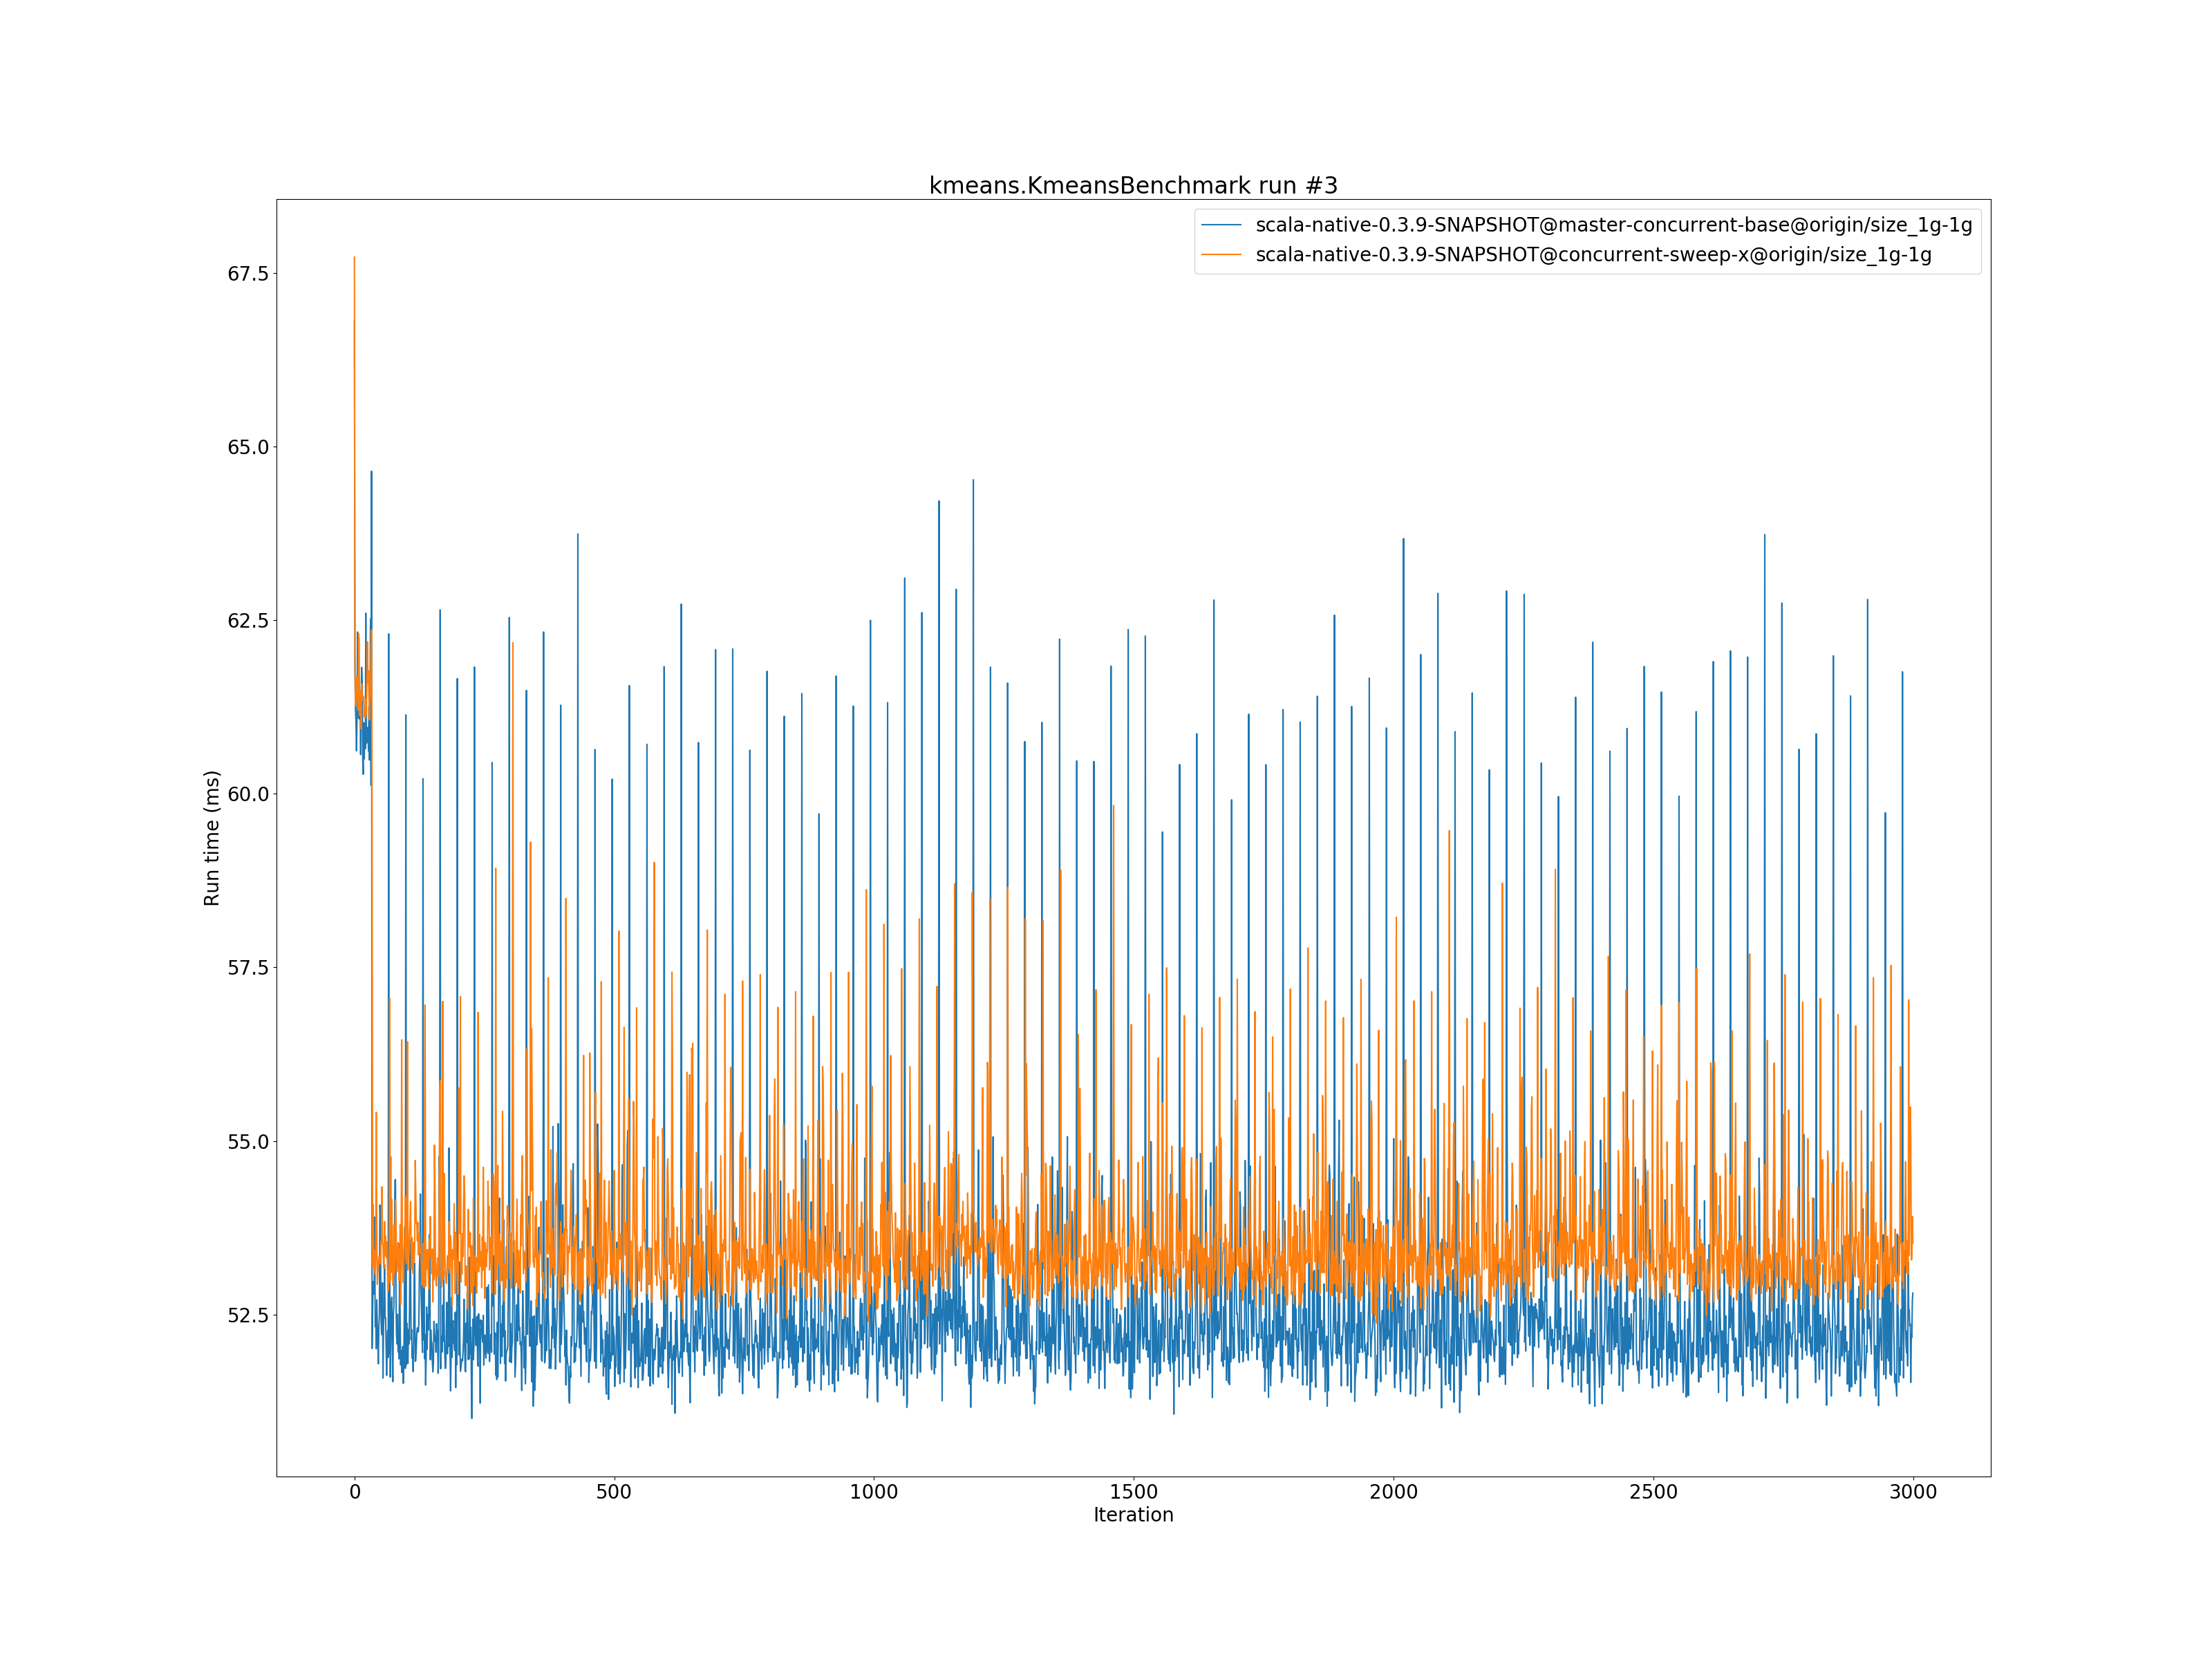 kmeans.KmeansBenchmark run #3
scala-native-0.3.9-SNAPSHOT@master-concurrent-base@origin/size_1g-1g
scala-native-0.3.9-SNAPSHOT@concurrent-sweep-x@origin/size_1g-1g
67.5
65.0
62.5
60.0
57.5
55.0
52.5
Run time (ms)
0 500 1000 1500 2000 2500 3000
Iteration